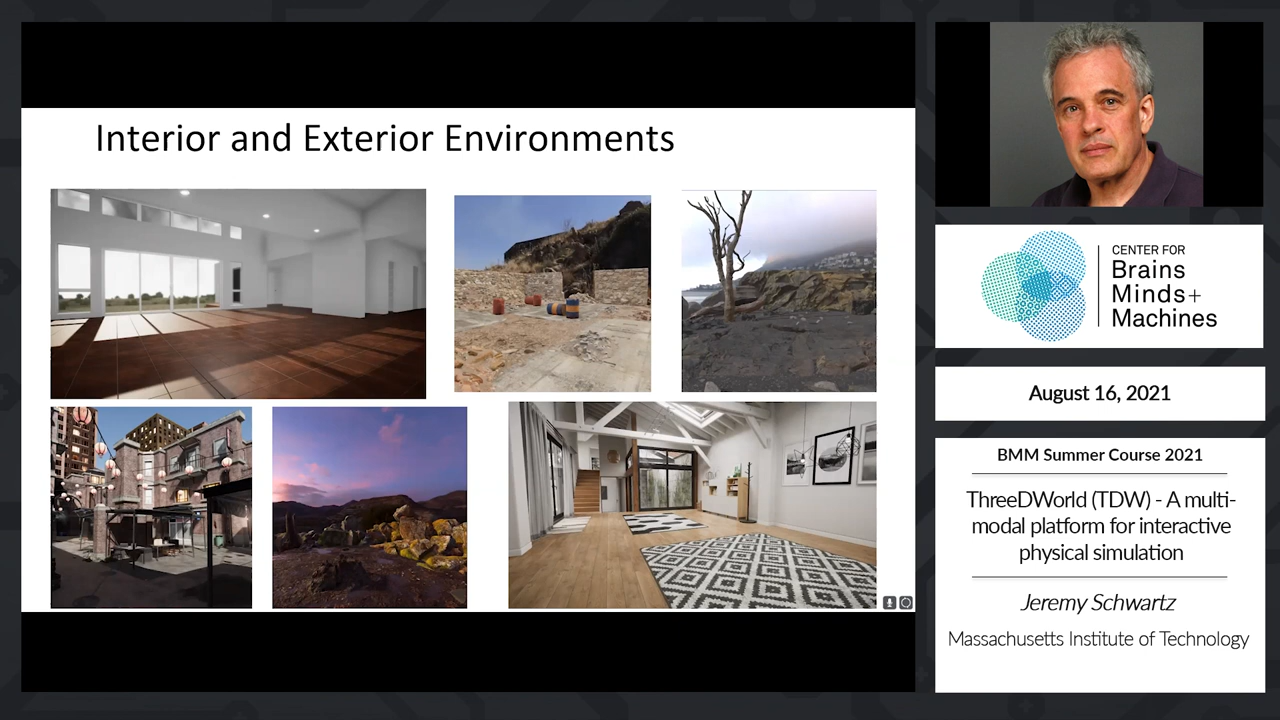 Interior and Exterior Environments
CENTER FOR
Brains
Minds+
Machines
August 16, 2021
BMM Summer Course 2021
ThreeDWorld (TDW) - A multi-
modal platform for interactive
physical simulation
Jeremy Schwartz
Massachusetts Institute of Technology